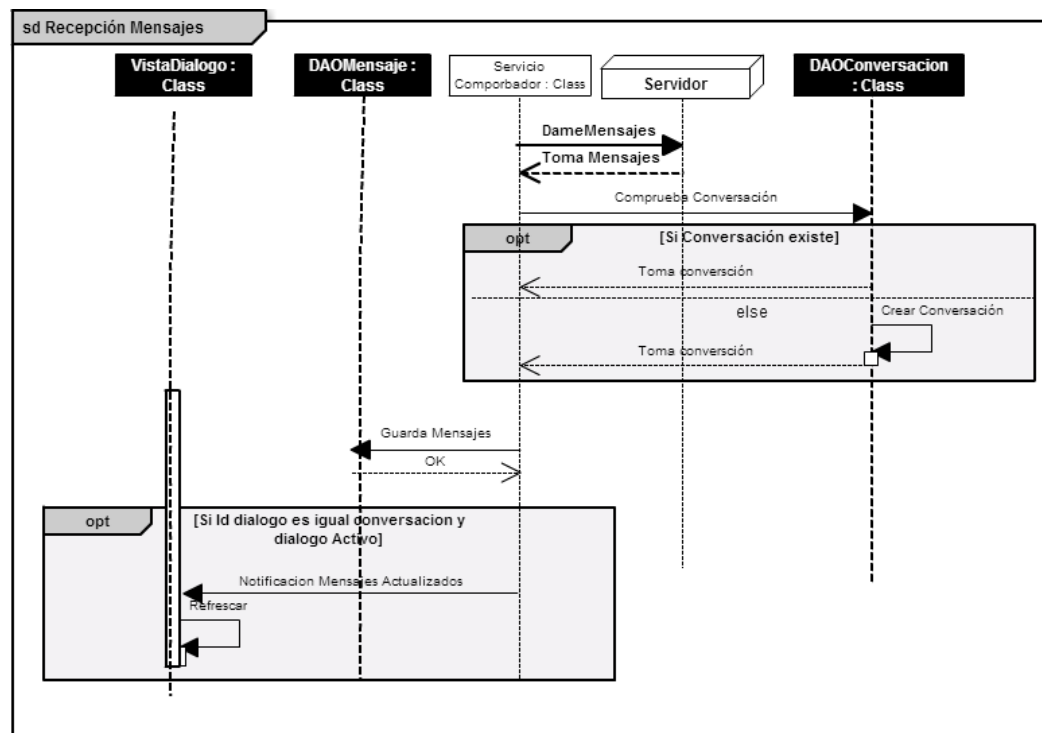 sd Recepción Mensajes
VistaDialogo :
Class
DAOMensaje :
Class
Servicio
Comporbador : Class
Servidor
DAOConversacion
: Class
DameMensajes
Toma Mensajes
Comprueba Conversación
opt
[Si Conversación existe]
Toma converscións
else
Crear Conversación
Toma converscións
Guarda Mensajes
OK
opt
[Si Id dialogo es igual conversacion y
dialogo Activo]
Notificacion Mensajes Actualizados
Refrescar